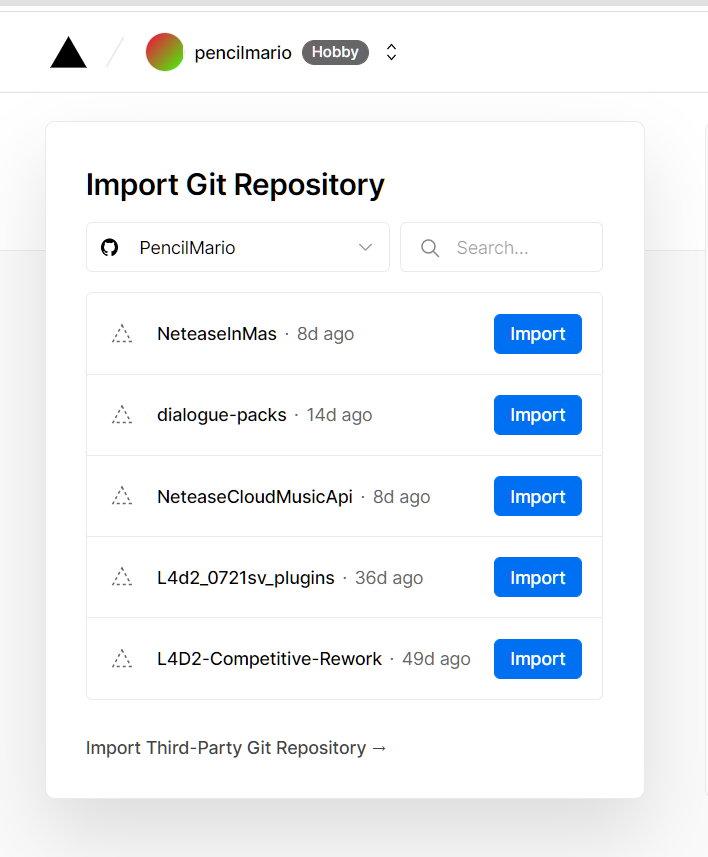 pencilmario Hobby
Import Git Repository
PencilMario Search...
NeteaseInMas · 8d ago Import
dialogue-packs · 14d ago Import
NeteaseCloudMusicApi · 8d ago Import
L4d2_0721sv_plugins · 36d ago Import
L4D2-Competitive-Rework · 49d ago Import
Import Third-Party Git Repository →